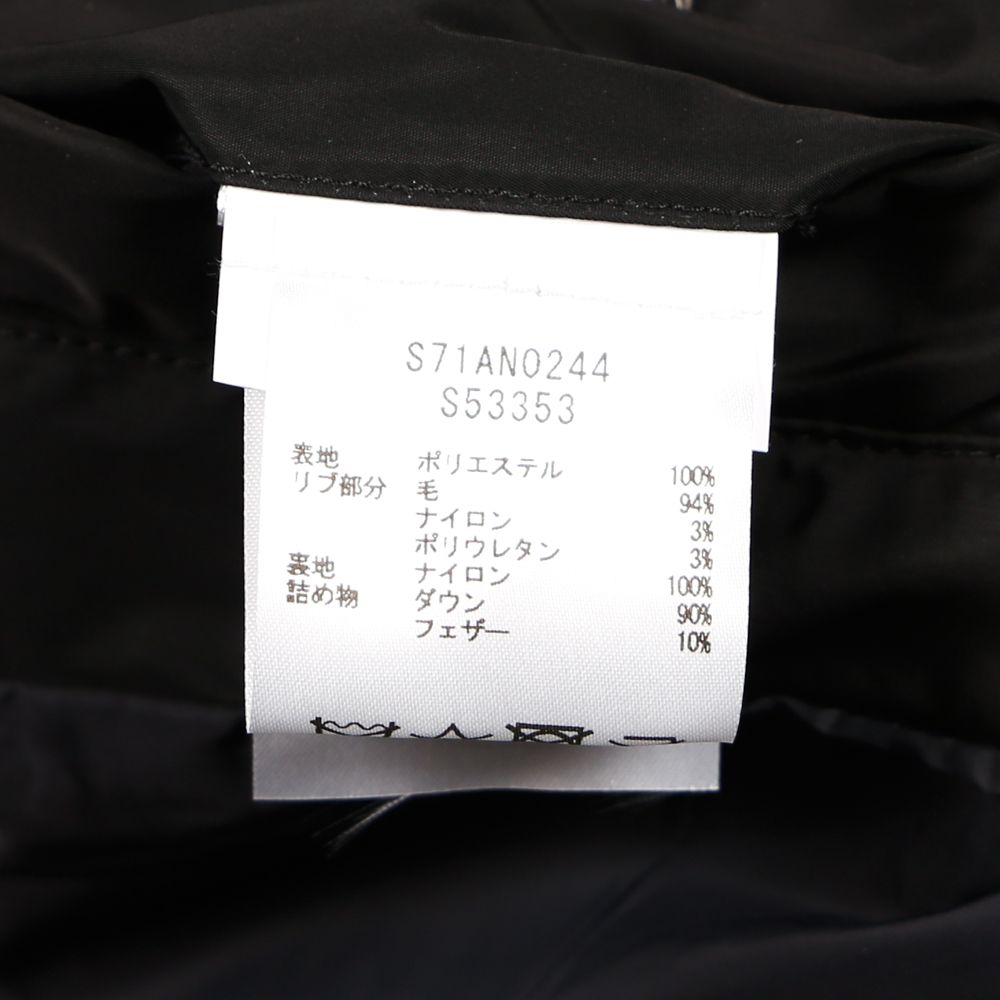 S71AN0244
S53353
表地 ポリエステル 100%
リブ部分 毛 94%
ナイロン 3%
ポリウレタン 3%
裏地 ナイロン 100%
詰め物 ダウン 90%
フェザー 10%